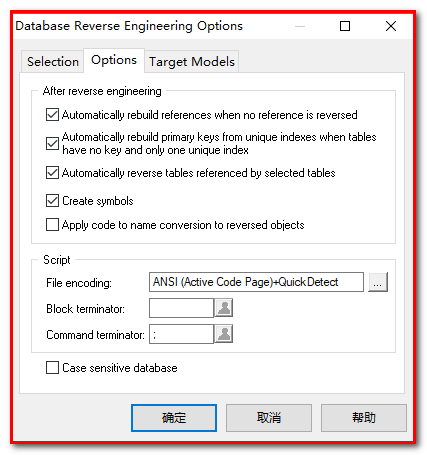 Database Reverse Engineering Options
Selection Options Target Models
After reverse engineering
Automatically rebuild references when no reference is reversed
Automatically rebuild primary keys from unique indexes when tables
have no key and only one unique index
Automatically reverse tables referenced by selected tables
Create symbols
Apply code to name conversion to reversed objects
Script
File encoding: ANSI (Active Code Page)+QuickDetect ...
Block terminator:
Command terminator: ;
Case sensitive database
确定 取消 帮助